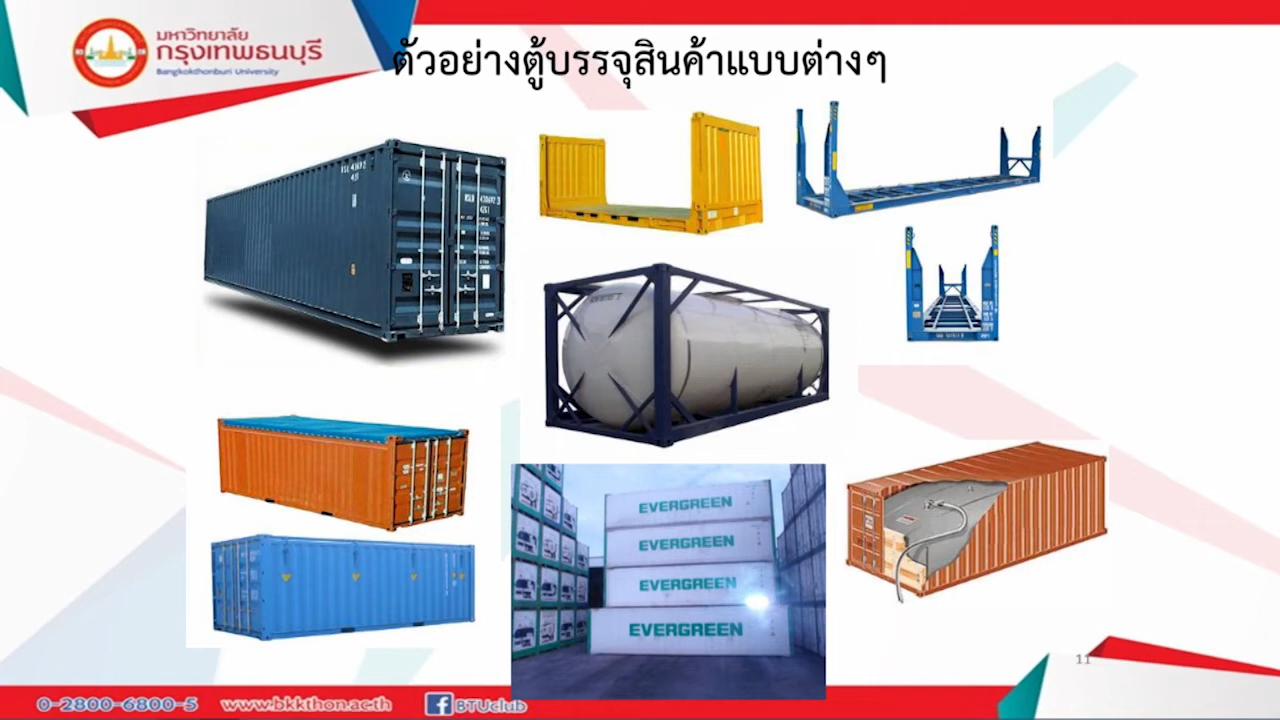 มหาวิทยาลัย
กรุงเทพธนบุรี
Bangkokthonburi University
ตัวอย่างตู้บรรจุสินค้าแบบต่างๆ
EVERGREEN
EVERGREEN
EVERGREEN
EVERGREEN
11
0-2800-6800-5 www.bkkthon.ac.th BTUclub